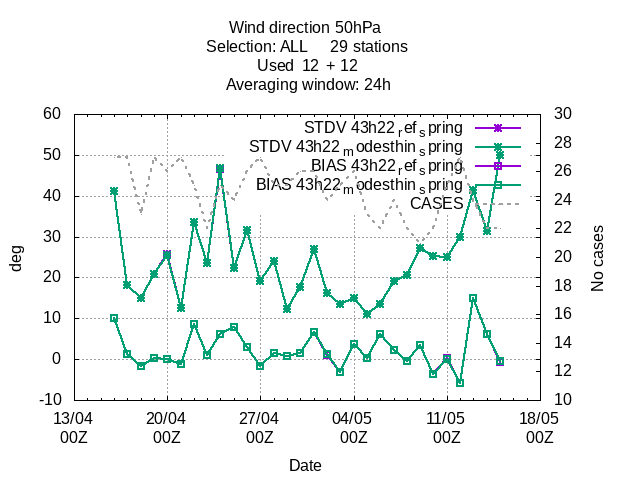 Wind direction 50hPa
Selection: ALL 29 stations
Used 12 + 12
Averaging window: 24h
60 30
STDV 43h22_ref_spring
28
STDV 43h22_modesthin_spring
50
BIAS 43h22_ref_spring
26
BIAS 43h22_modesthin_spring
40
CASES
24
30 22
20
20
18
10 16
14
0
12
-10 10
deg
No cases
13/04 20/04 27/04 04/05 11/05 18/05
00Z 00Z 00Z 00Z 00Z 00Z
Date